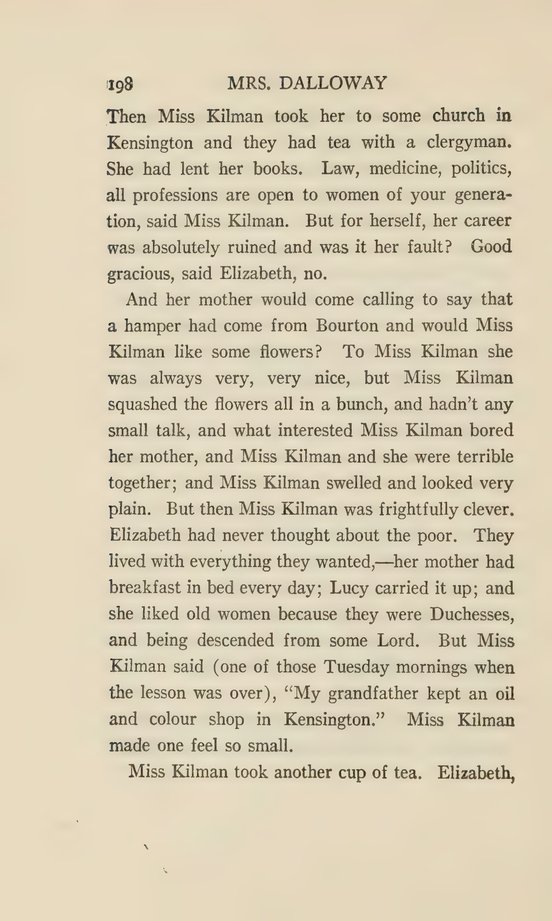 198 MRS. DALLOWAY
Then Miss Kilman took her to some church in
Kensington and they had tea with a clergyman.
She had lent her books. Law, medicine, politics,
all professions are open to women of your genera-
tion, said Miss Kilman. But for herself, her career
was absolutely ruined and was it her fault? Good
gracious, said Elizabeth, no.
And her mother would come calling to say that
a hamper had come from Bourton and would Miss
Kilman like some flowers? To Miss Kilman she
was always very, very nice, but Miss Kilman
squashed the flowers all in a bunch, and hadn't any
small talk, and what interested Miss Kilman bored
her mother, and Miss Kilman and she were terrible
together; and Miss Kilman swelled and looked very
plain. But then Miss Kilman was frightfully clever.
Elizabeth had never thought about the poor. They
lived with everything they wanted,—her mother had
breakfast in bed every day; Lucy carried it up; and
she liked old women because they were Duchesses,
and being descended from some Lord. But Miss
Kilman said (one of those Tuesday mornings when
the lesson was over), "My grandfather kept an oil
and colour shop in Kensington." Miss Kilman
made one feel so small.
Miss Kilman took another cup of tea. Elizabeth,